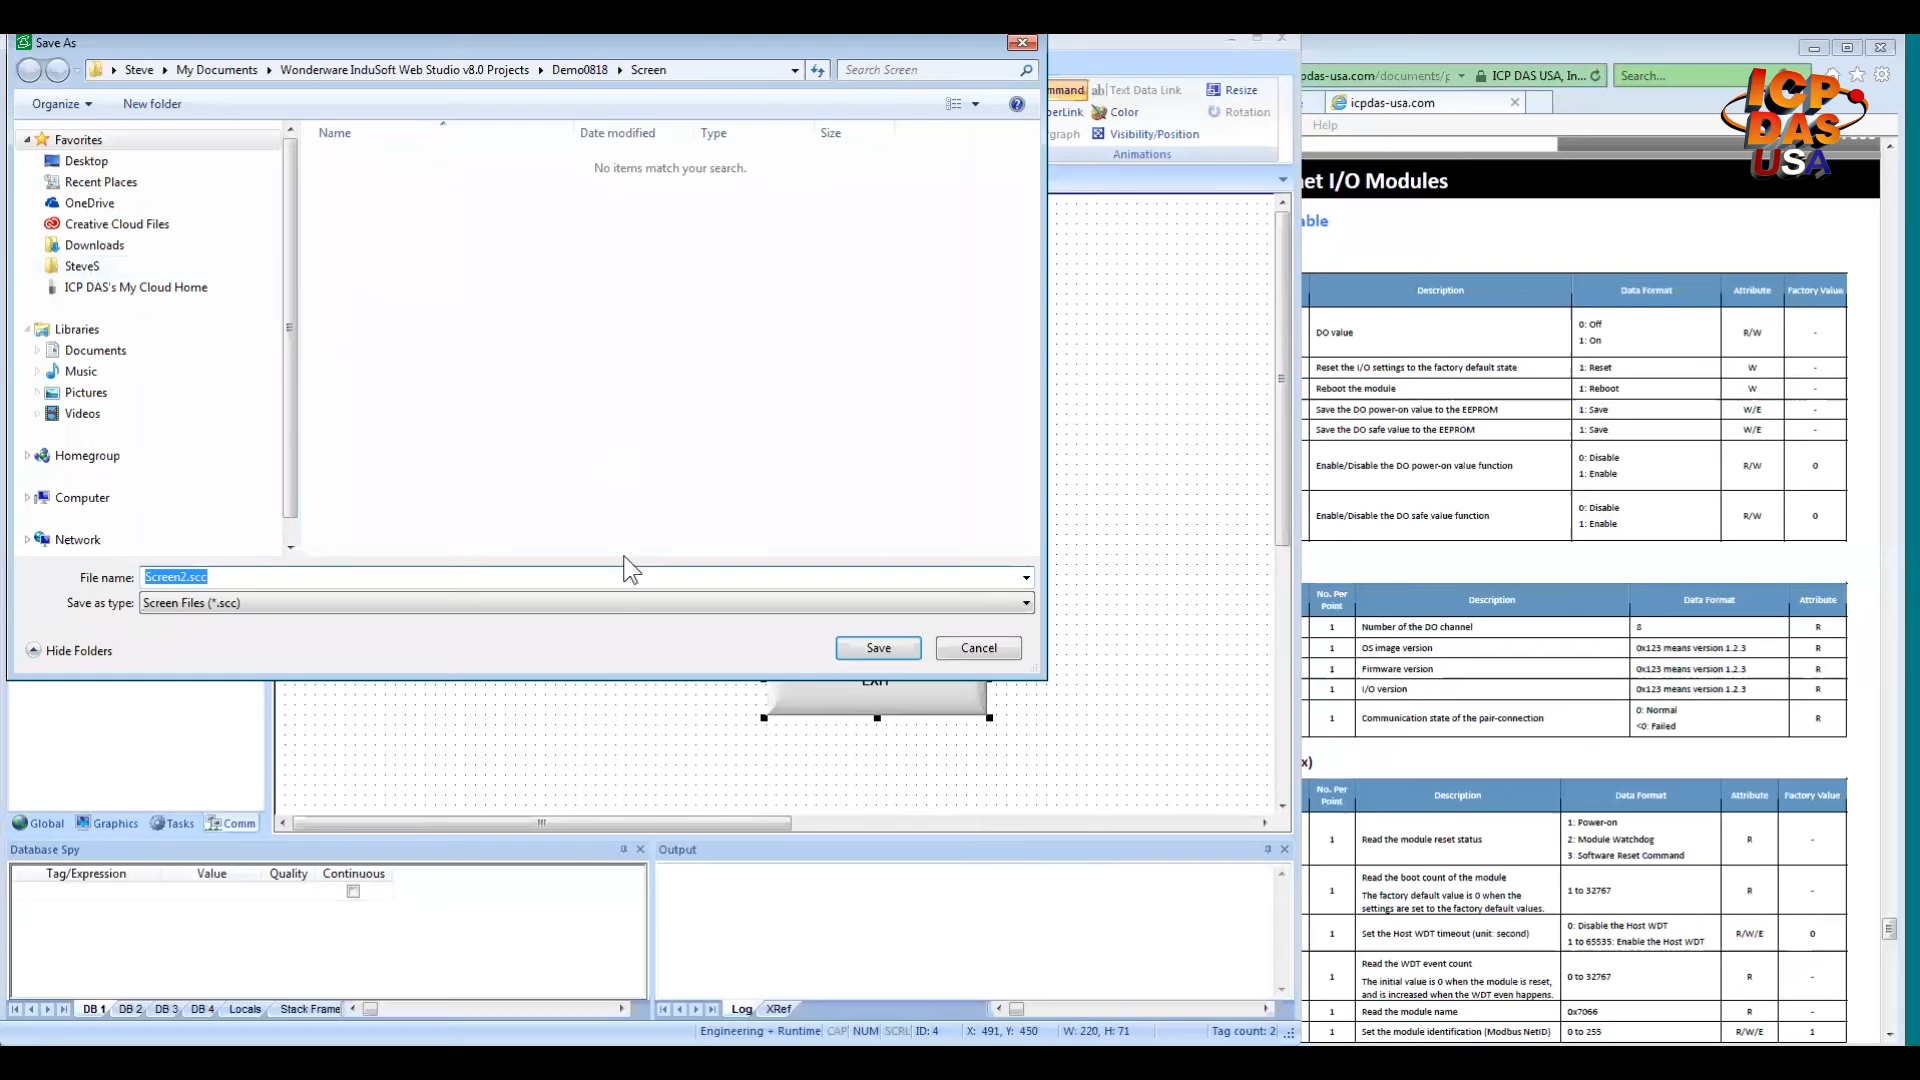 Save As
Steve
My Documents
Wonderware InduSoft Web Studio v8.0 Projects
Demo0818
Screen
Search Screen
Organize
New folder
Name
Date modified
Type
Size
No items match your search.
Favorites
Desktop
Recent Places
OneDrive
Creative Cloud Files
Downloads
SteveS
ICP DAS's My Cloud Home
Libraries
Documents
Music
Pictures
Videos
Homegroup
Computer
Network
File name: Screen2.scc
Save as type: Screen Files (*.scc)
Hide Folders
Save
Cancel
mmand
Text Data Link
Resize
erLink
Color
Rotation
graph
Visibility/Position
Animations
EXIT
Global
Graphics
Tasks
Comm
Database Spy
Tag/Expression
Value
Quality
Continuous
DB 1
DB 2
DB 3
DB 4
Locals
Stack Frame
Output
Log
XRef
Engineering + Runtime
CAP
NUM
SCRL
ID: 4
X: 491, Y: 450
W: 220, H: 71
Tag count: 2
pdas-usa.com/documents/p
ICP DAS USA, In...
Search...
icpdas-usa.com
Help
ICP
DAS
USA
et I/O Modules
able
Description
Data Format
Attribute
Factory Value
DO value
0: Off
1: On
R/W
-
Reset the I/O settings to the factory default state
1: Reset
W
-
Reboot the module
1: Reboot
W
-
Save the DO power-on value to the EEPROM
1: Save
W/E
-
Save the DO safe value to the EEPROM
1: Save
W/E
-
Enable/Disable the DO power-on value function
0: Disable
1: Enable
R/W
0
Enable/Disable the DO safe value function
0: Disable
1: Enable
R/W
0
No. Per
Point
Description
Data Format
Attribute
1
Number of the DO channel
8
R
1
OS image version
0x123 means version 1.2.3
R
1
Firmware version
0x123 means version 1.2.3
R
1
I/O version
0x123 means version 1.2.3
R
1
Communication state of the pair-connection
0: Normal
<0: Failed
R
x)
No. Per
Point
Description
Data Format
Attribute
Factory Value
1
Read the module reset status
1: Power-on
2: Module Watchdog
3: Software Reset Command
R
-
1
Read the boot count of the module
The factory default value is 0 when the
settings are set to the factory default values.
1 to 32767
R
-
1
Set the Host WDT timeout (unit: second)
0: Disable the Host WDT
1 to 65535: Enable the Host WDT
R/W/E
0
1
Read the WDT event count
The initial value is 0 when the module is reset,
and is increased when the WDT even happens.
0 to 32767
R
-
1
Read the module name
0x7066
R
-
1
Set the module identification (Modbus NetID)
0 to 255
R/W/E
1